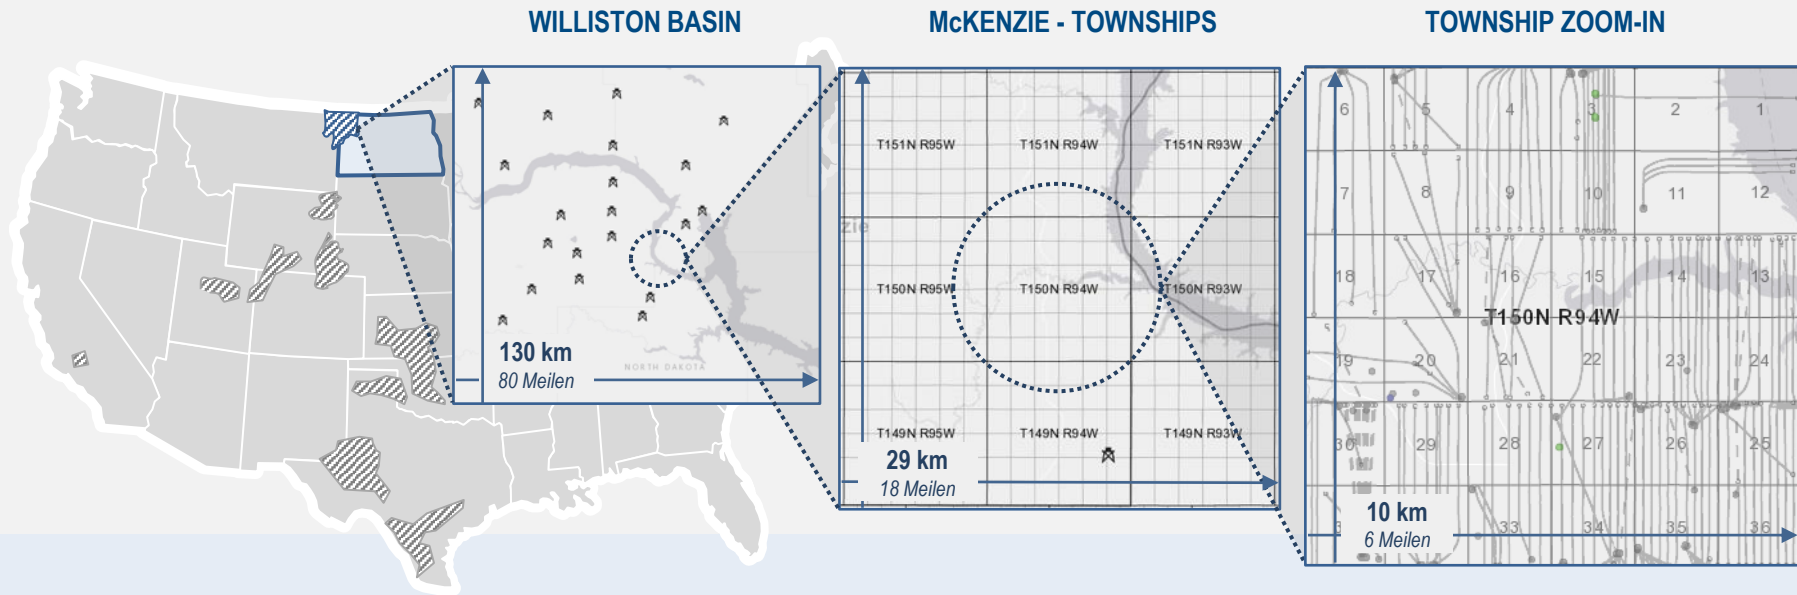 WILLISTON BASIN
McKENZIE - TOWNSHIPS
TOWNSHIP ZOOM-IN
130 km
80 Meilen
NORTH DAKOTA
T151N R95W
T151N R94W
T151N R93W
zie
T150N R95W
T150N R94W
T150N R93W
T149N R95W
T149N R94W
T149N R93W
29 km
18 Meilen
6 5 4 3 2 1
7 8 9 10 11 12
18 17 16 15 14 13
T150N R94W
19 20 21 22 23 24
30 29 28 27 26 25
33 34 35 36
10 km
6 Meilen